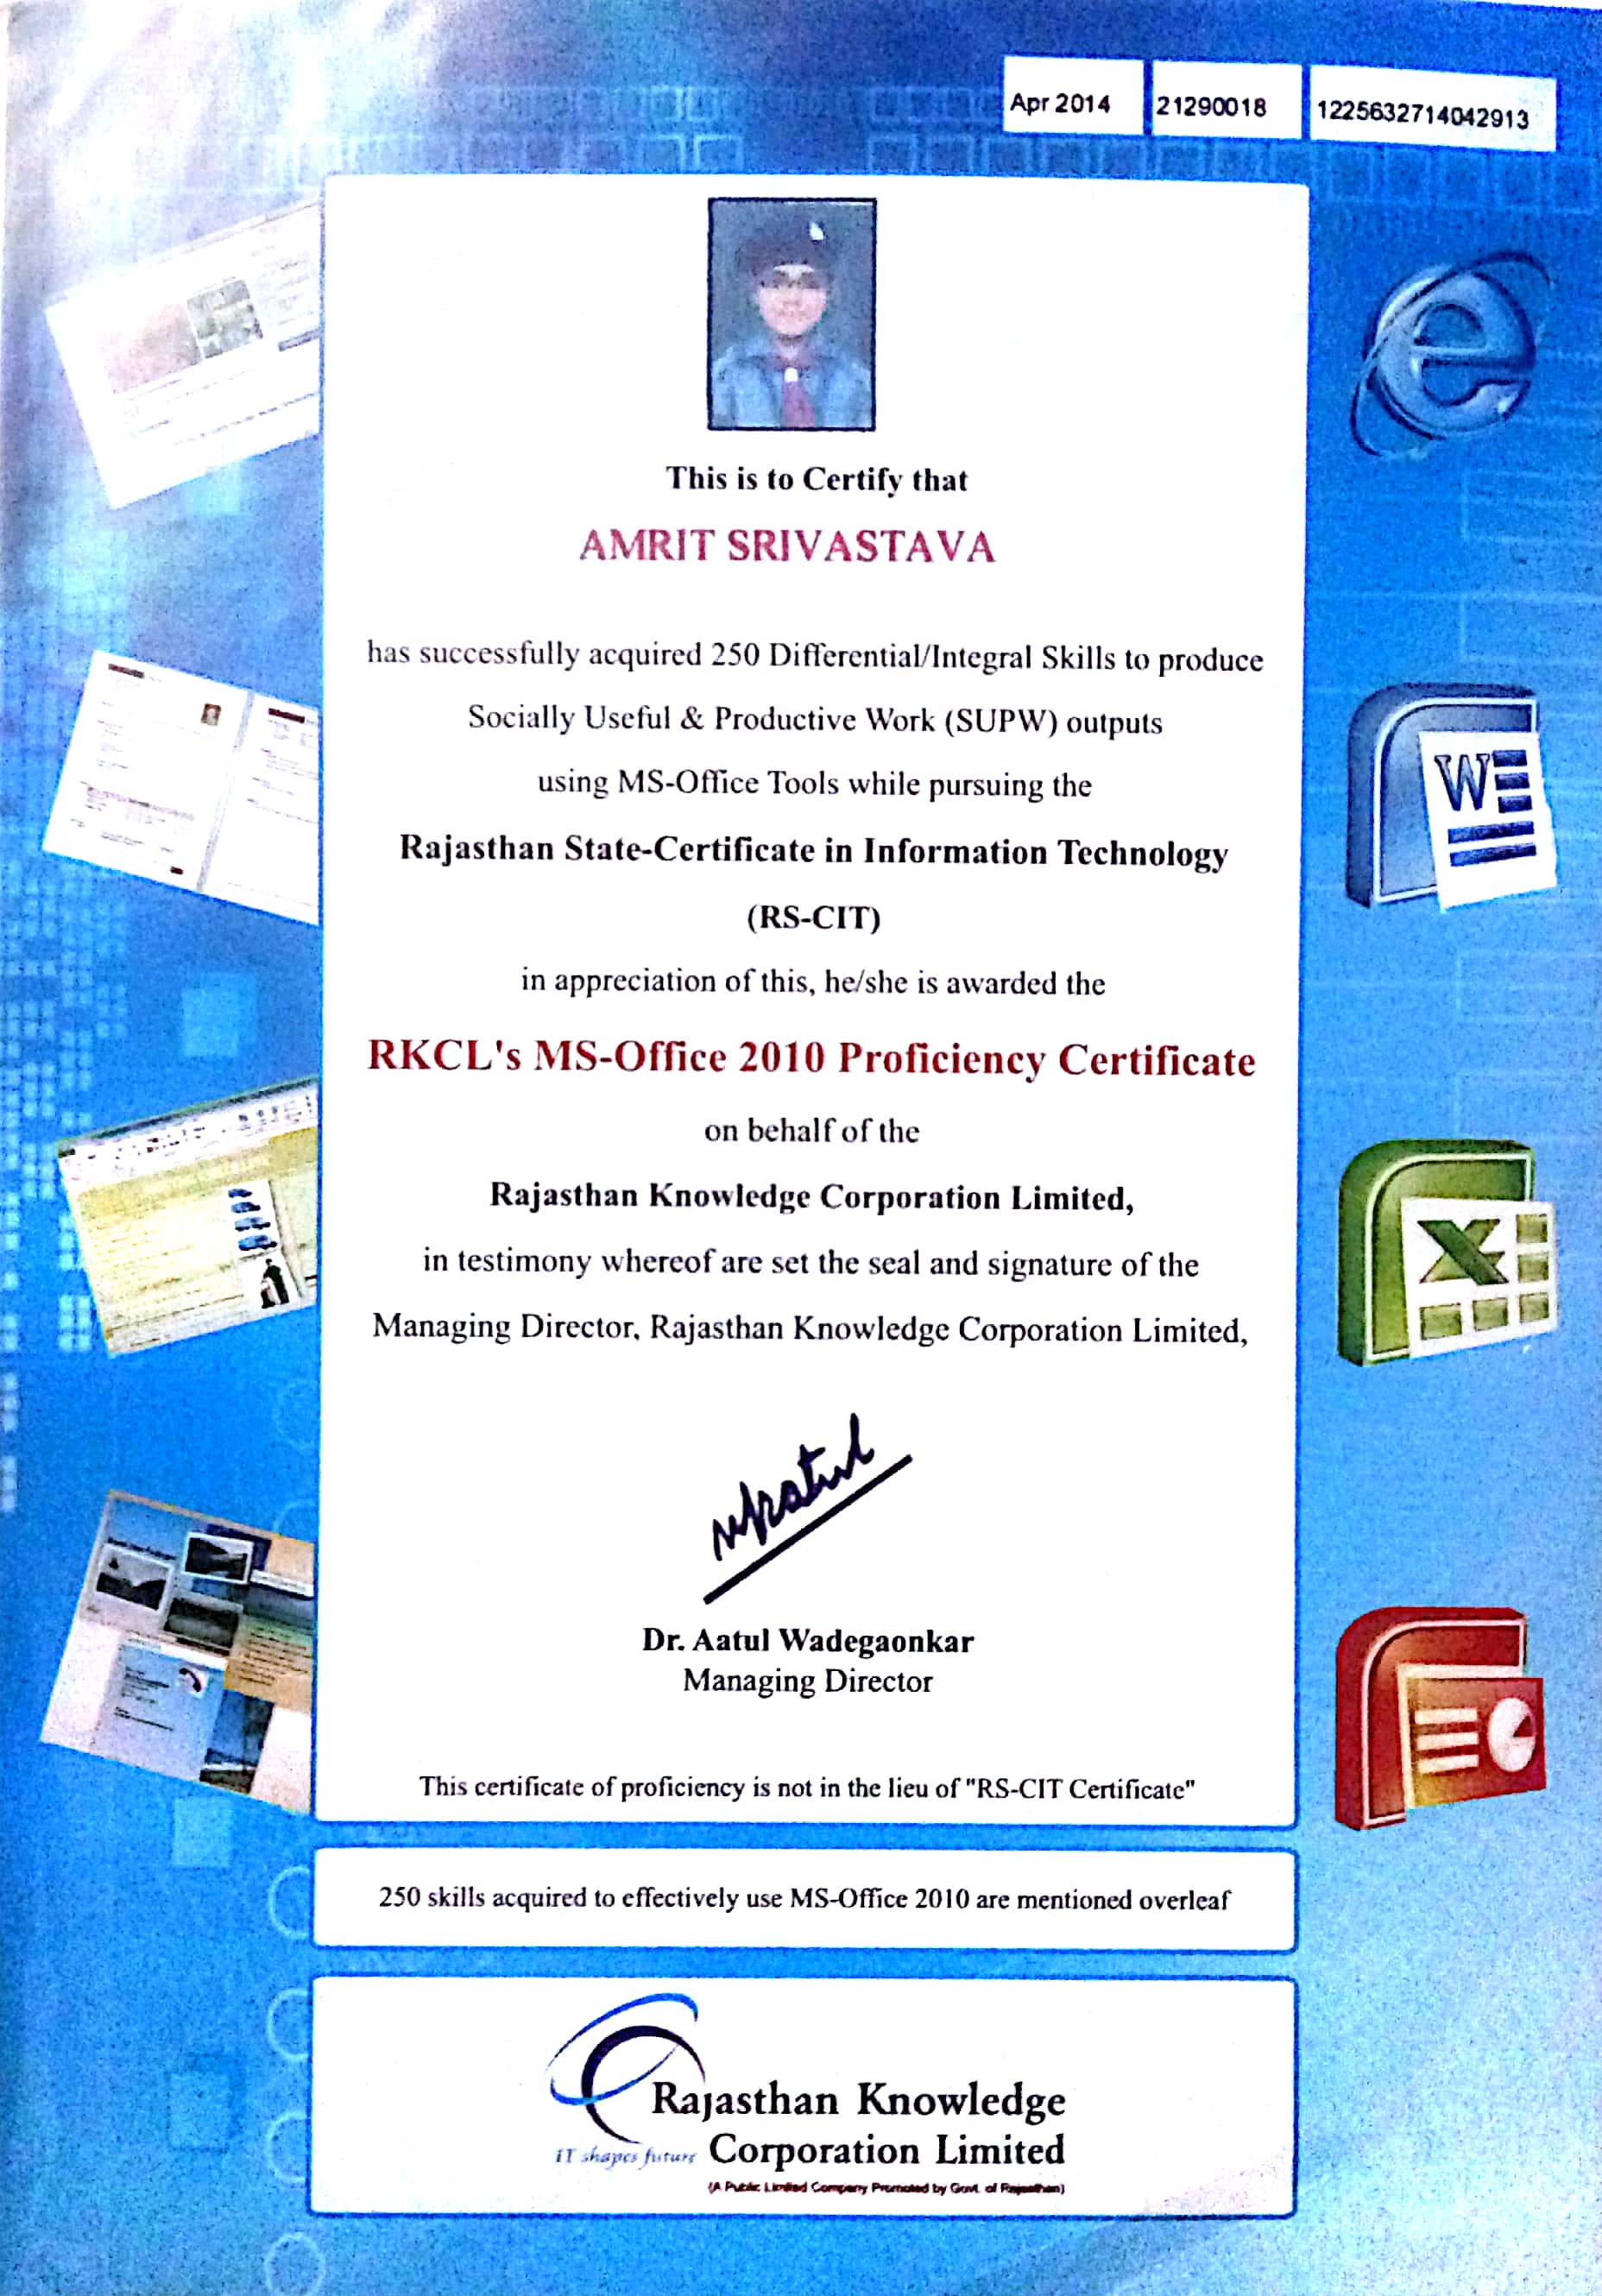 Apr 2014 21290018 1225632714042913
This is to Certify that
AMRIT SRIVASTAVA
has successfully acquired 250 Differential/Integral Skills to produce
Socially Useful & Productive Work (SUPW) outputs
using MS-Office Tools while pursuing the
Rajasthan State-Certificate in Information Technology
(RS-CIT)
in appreciation of this, he/she is awarded the
RKCL's MS-Office 2010 Proficiency Certificate
on behalf of the
Rajasthan Knowledge Corporation Limited,
in testimony whereof are set the seal and signature of the
Managing Director, Rajasthan Knowledge Corporation Limited,
Dr. Aatul Wadegaonkar
Managing Director
This certificate of proficiency is not in the lieu of "RS-CIT Certificate"
250 skills acquired to effectively use MS-Office 2010 are mentioned overleaf
Rajasthan Knowledge
IT shapes future Corporation Limited
(A Public Limited Company Promoted by Govt. of Rajasthan)